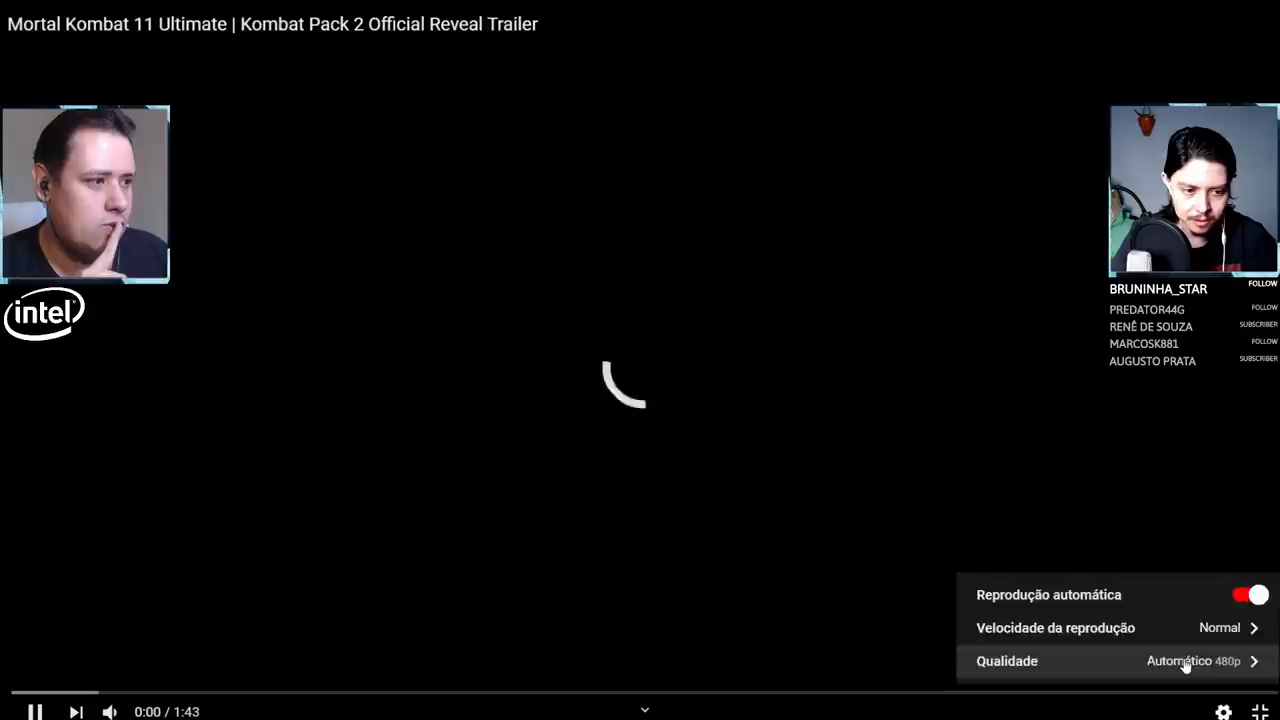 Mortal Kombat 11 Ultimate | Kombat Pack 2 Official Reveal Trailer
intel
BRUNINHA_STAR FOLLOW
PREDATOR44G FOLLOW
RENÊ DE SOUZA SUBSCRIBER
MARCOSK881 FOLLOW
AUGUSTO PRATA SUBSCRIBER
Reprodução automática
Velocidade da reprodução Normal
Qualidade Automático 480p
0:00 / 1:43